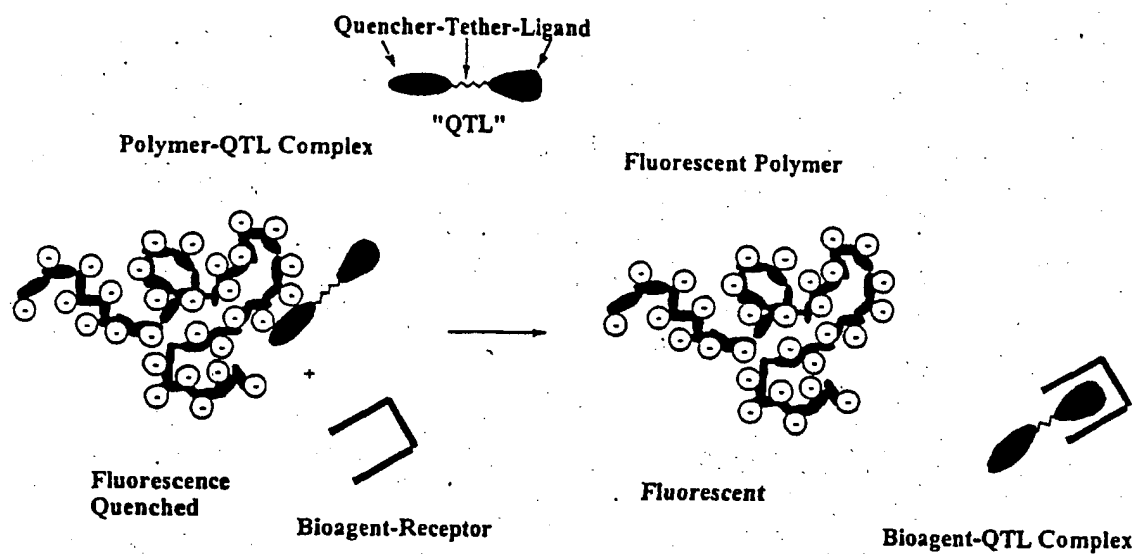 Quencher-Tether-Ligand
"QTL"
Polymer-QTL Complex
Fluorescent Polymer
+
Fluorescence
Quenched
Bioagent-Receptor
Fluorescent
Bioagent-QTL Complex